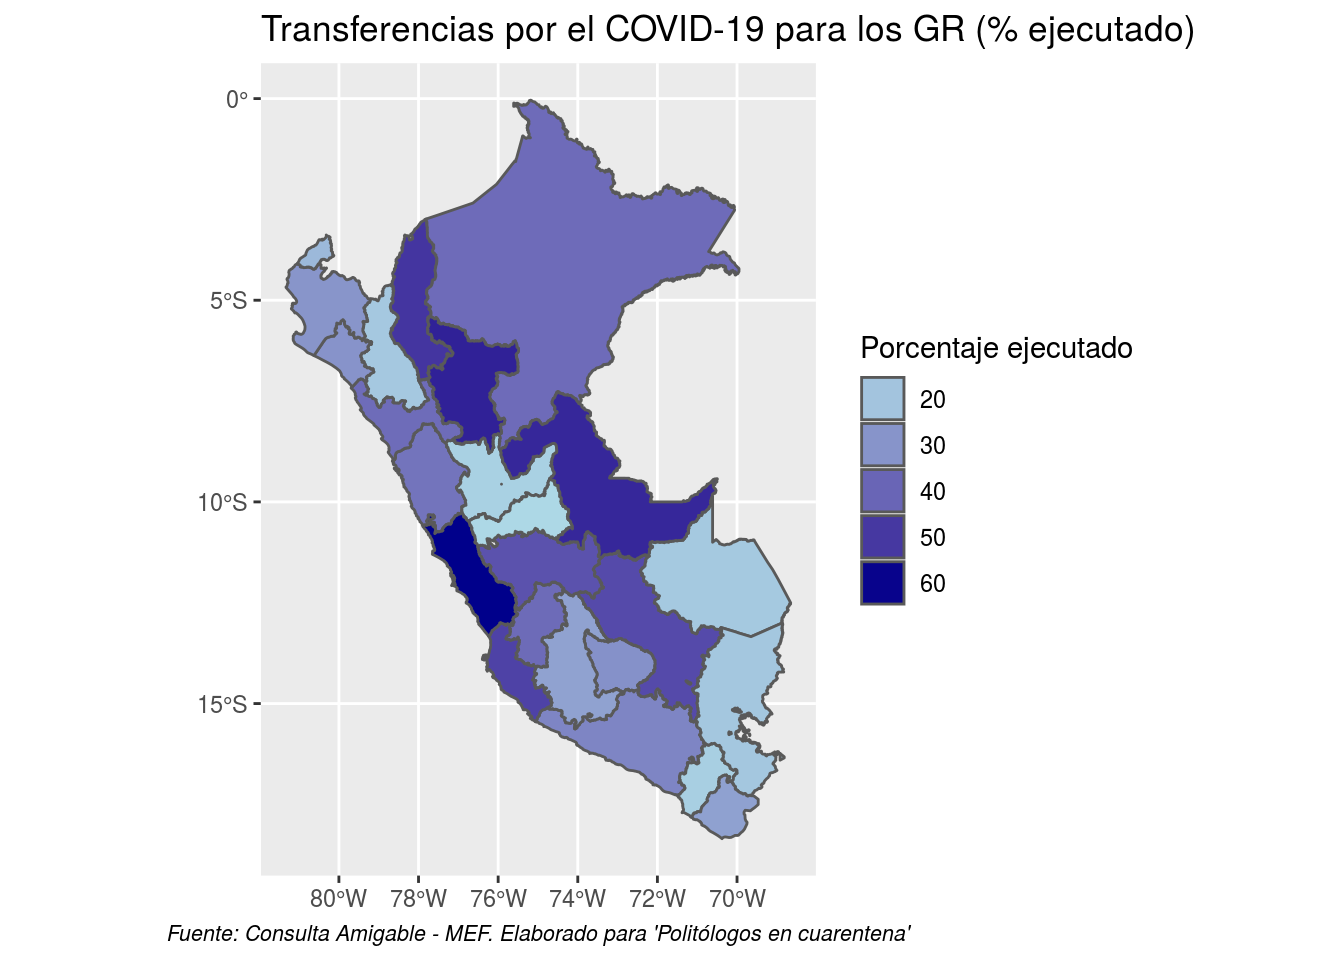 Transferencias por el COVID-19 para los GR (% ejecutado)
0°
5°S
10°S
15°S
80°W 78°W 76°W 74°W 72°W 70°W
Porcentaje ejecutado
20
30
40
50
60
Fuente: Consulta Amigable - MEF. Elaborado para 'Politólogos en cuarentena'